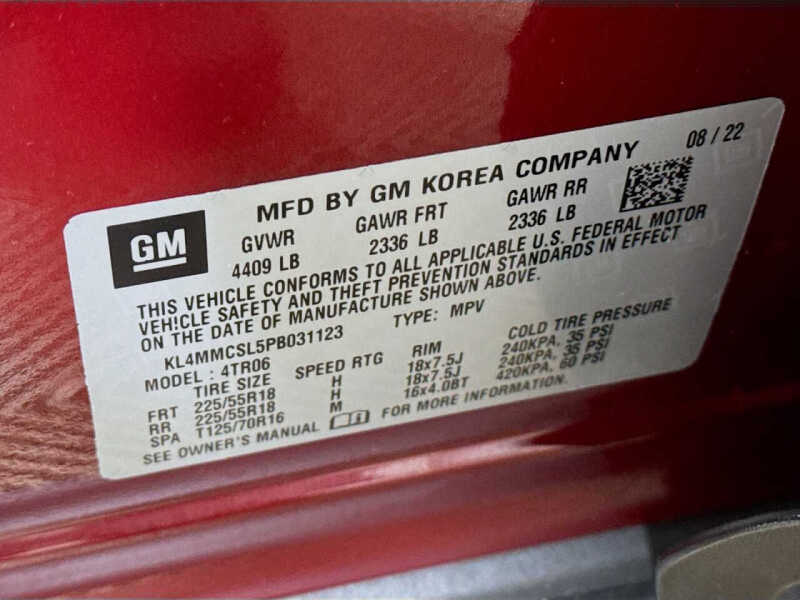 MFD BY GM KOREA COMPANY 08 / 22
GM
GVWR GAWR FRT GAWR RR
4409 LB 2336 LB 2336 LB
THIS VEHICLE CONFORMS TO ALL APPLICABLE U.S. FEDERAL MOTOR
VEHICLE SAFETY AND THEFT PREVENTION STANDARDS IN EFFECT
ON THE DATE OF MANUFACTURE SHOWN ABOVE.
KL4MMCSL5PB031123 TYPE: MPV
MODEL : 4TR06
TIRE SIZE SPEED RTG RIM COLD TIRE PRESSURE
FRT 225/55R18 H 18x7.5J 240KPA, 35 PSI
RR 225/55R18 H 18x7.5J 240KPA, 35 PSI
SPA T125/70R16 M 16x4.0BT 420KPA, 60 PSI
SEE OWNER'S MANUAL FOR MORE INFORMATION.